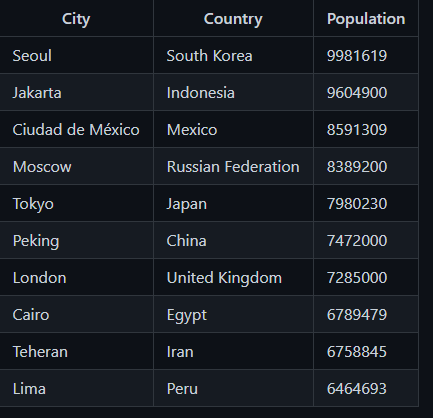 City Country Population
Seoul South Korea 9981619
Jakarta Indonesia 9604900
Ciudad de México Mexico 8591309
Moscow Russian Federation 8389200
Tokyo Japan 7980230
Peking China 7472000
London United Kingdom 7285000
Cairo Egypt 6789479
Teheran Iran 6758845
Lima Peru 6464693